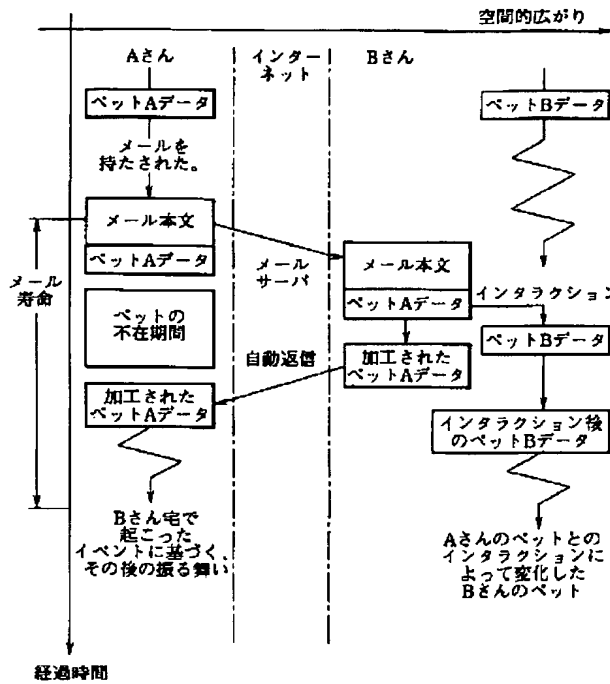 空間的広がり
Aさん
インター
ネット
Bさん
ペットAデータ
ペットBデータ
メールを
持たされた。
メール本文
ペットAデータ
メール
寿命
メール
サーバ
メール本文
ペットAデータ
インタラクション
ペットの
不在期間
ペットBデータ
自動返信
加工された
ペットAデータ
加工された
ペットAデータ
インタラクション後
のペットBデータ
Bさん宅で
起こった
イベントに基づく、
その後の振る舞い
Aさんのペットとの
インタラクションに
よって変化した
Bさんのペット
経過時間